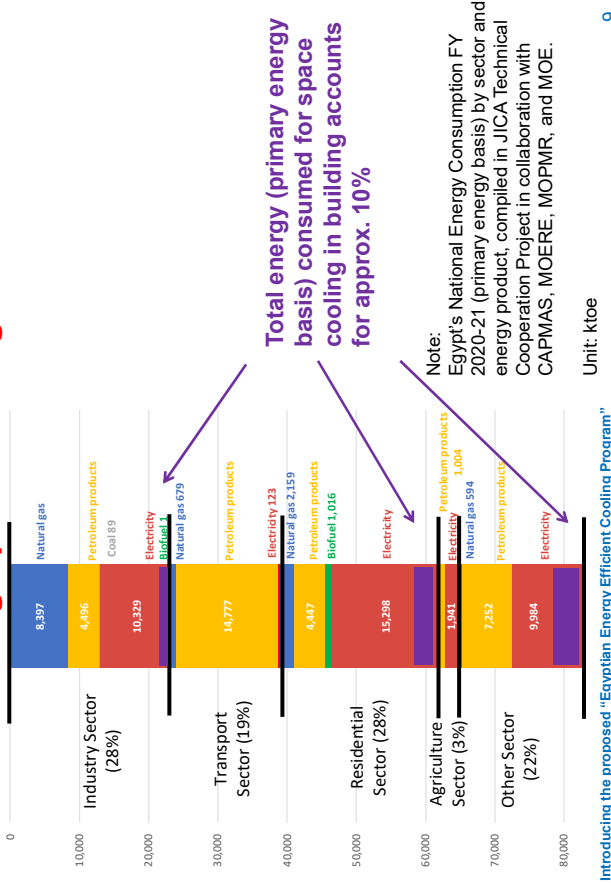 0
10,000
20,000
30,000
40,000
50,000
60,000
70,000
80,000
Industry Sector
(28%)
Transport
Sector (19%)
Residential
Sector (28%)
Agriculture
Sector (3%)
Other Sector
(22%)
8,397
4,496
10,329
14,777
4,447
15,298
1,941
7,252
9,984
Natural gas
Petroleum products
Coal 89
Electricity
Biofuel 1
Natural gas 679
Petroleum products
Electricity 123
Natural gas 2,159
Petroleum products
Biofuel 1,016
Electricity
Petroleum products
1,004
Electricity
Natural gas 594
Petroleum products
Electricity
Total energy (primary energy
basis) consumed for space
cooling in building accounts
for approx. 10%
Note:
Egypt's National Energy Consumption FY
2020-21 (primary energy basis) by sector and
energy product, compiled in JICA Technical
Cooperation Project in collaboration with
CAPMAS, MOERE, MOPMR, and MOE.
Unit: ktoe
Introducing the proposed “Egyptian Energy Efficient Cooling Program”